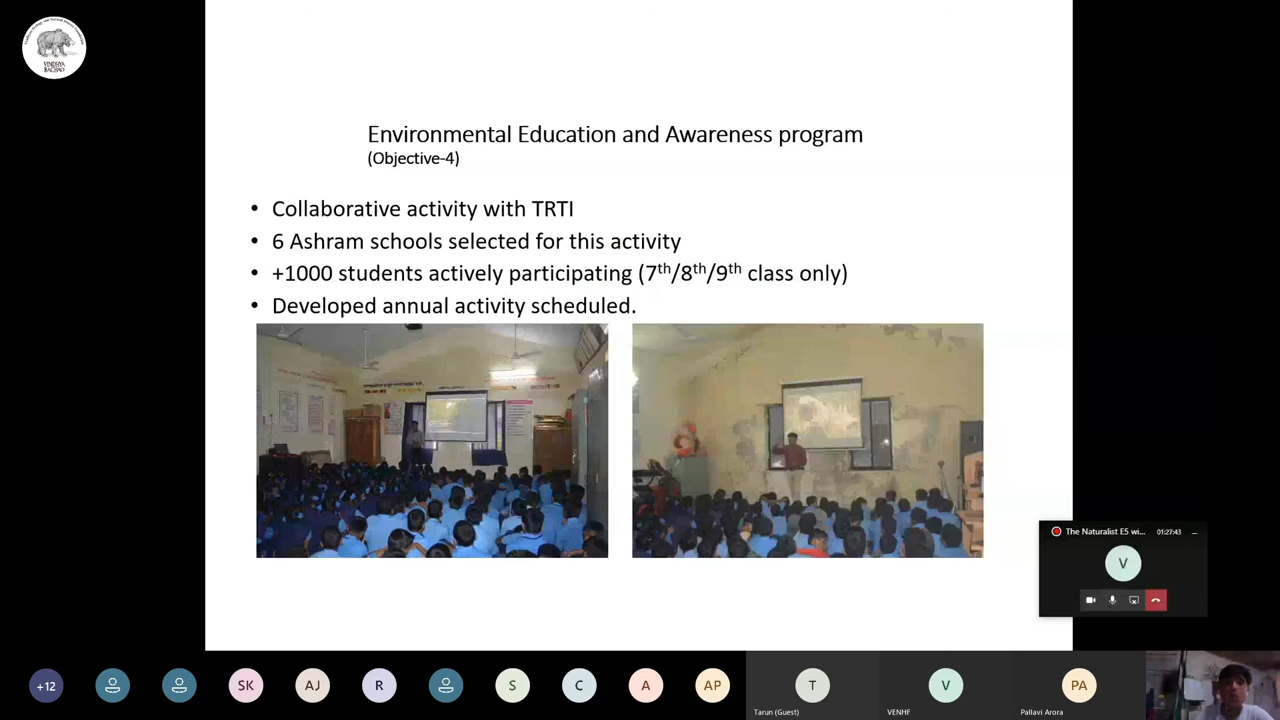 VINDHYA
BACHAO
Environmental Education and Awareness program
(Objective-4)
• Collaborative activity with TRTI
• 6 Ashram schools selected for this activity
• +1000 students actively participating (7th/8th/9th class only)
• Developed annual activity scheduled.
The Naturalist E5 wi...
01:27:43
V
+12
SK
AJ
R
S
C
A
AP
T
V
PA
Tarun (Guest)
VENHF
Pallavi Arora